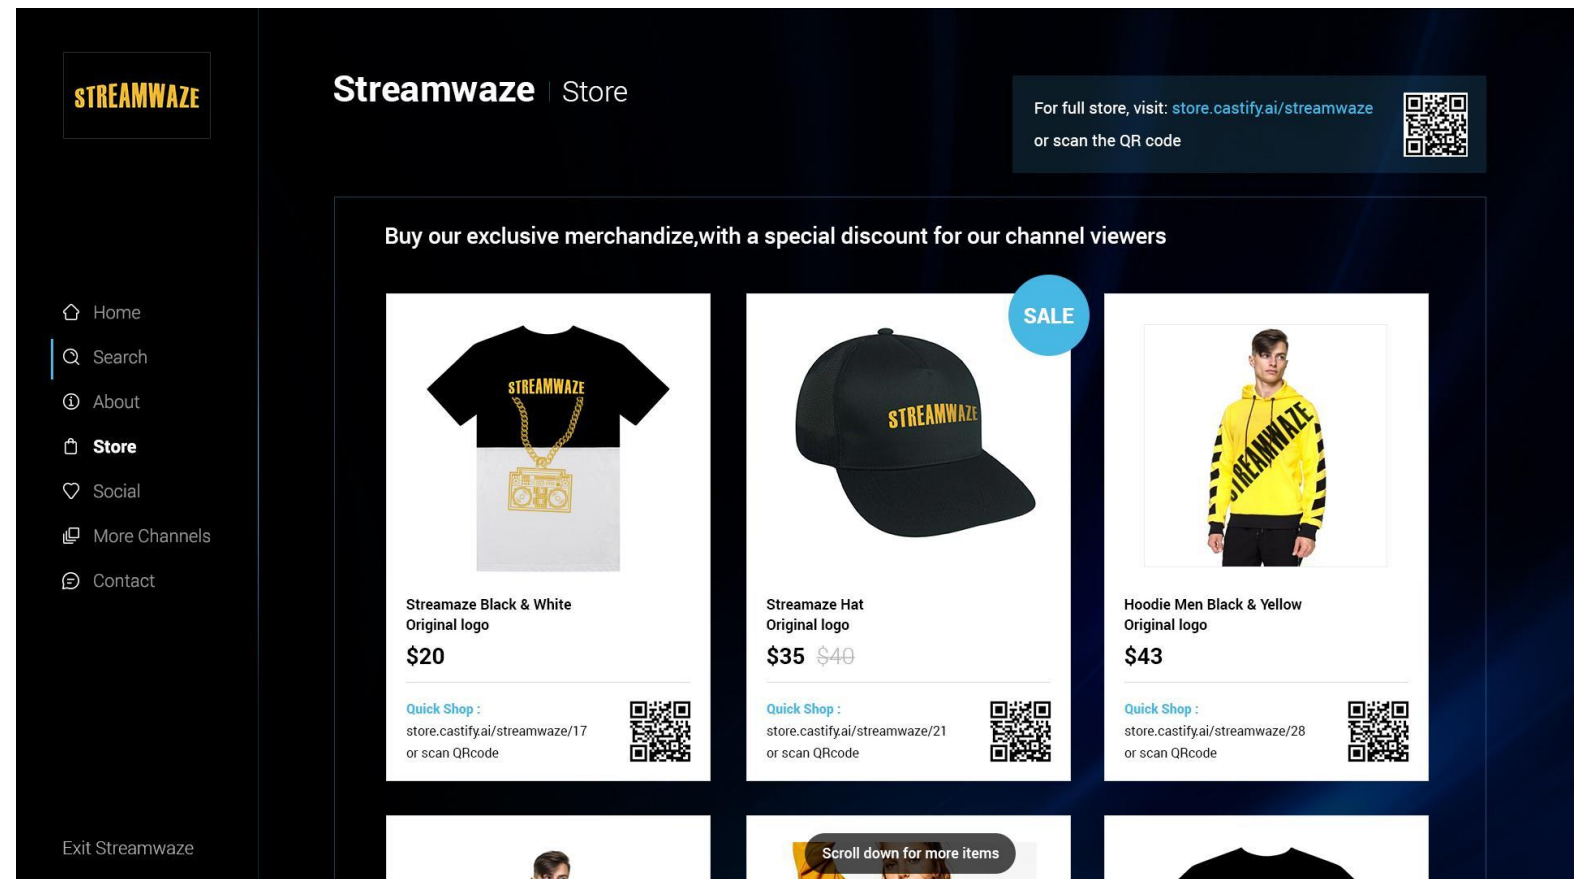 STREAMWAZE
Streamwaze | Store
For full store, visit: store.castify.ai/streamwaze
or scan the QR code
Home
Search
About
Store
Social
More Channels
Contact
Exit Streamwaze
Buy our exclusive merchandize,with a special discount for our channel viewers
STREAMWAZE
Streamaze Black & White
Original logo
$20
Quick Shop :
store.castify.ai/streamwaze/17
or scan QRcode
SALE
STREAMWAZE
Streamaze Hat
Original logo
$35 $40
Quick Shop :
store.castify.ai/streamwaze/21
or scan QRcode
STREAMWAZE
Hoodie Men Black & Yellow
Original logo
$43
Quick Shop :
store.castify.ai/streamwaze/28
or scan QRcode
Scroll down for more items